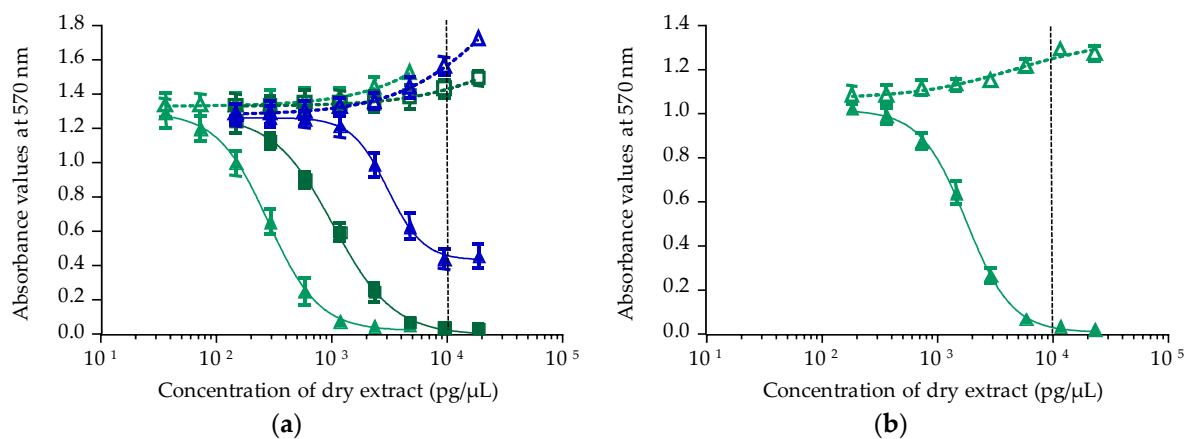 1.8
1.6
1.4
1.2
1.0
0.8
0.6
0.4
0.2
0.0
Absorbance values at 570 nm
10 1 10 2 10 3 10 4 10 5
Concentration of dry extract (pg/μL)
(a)
1.4
1.2
1.0
0.8
0.6
0.4
0.2
0.0
Absorbance values at 570 nm
10 1 10 2 10 3 10 4 10 5
Concentration of dry extract (pg/μL)
(b)